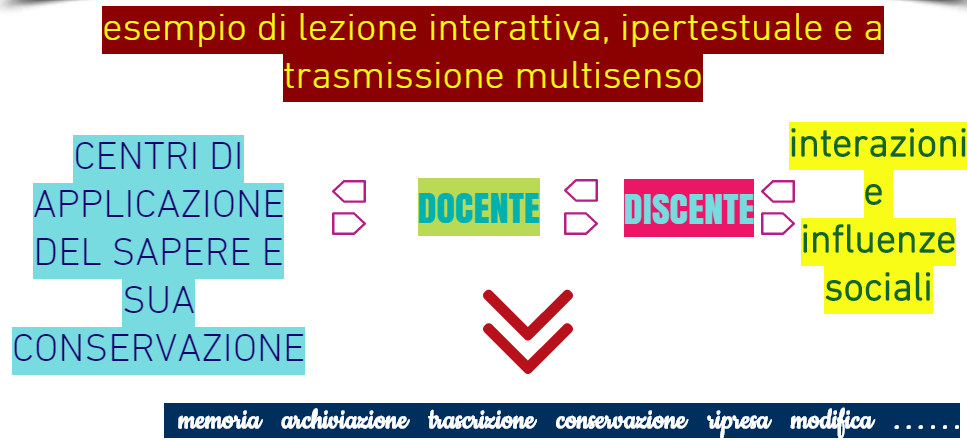 esempio di lezione interattiva, ipertestuale e a
trasmissione multisenso
CENTRI DI
APPLICAZIONE
DEL SAPERE E
SUA
CONSERVAZIONE
DOCENTE
DISCENTE
interazioni
e
influenze
sociali
memoria archiviazione trascrizione conservazione ripresa modifica ......